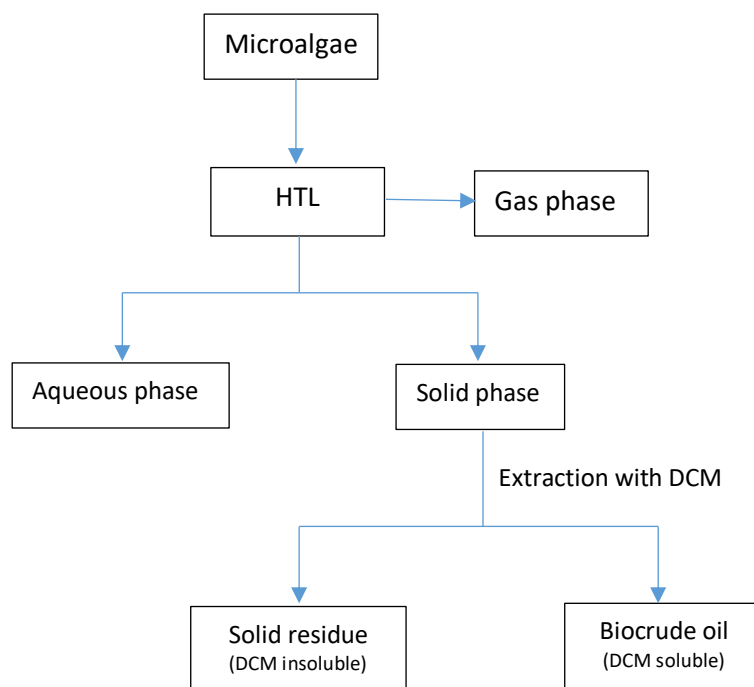 Microalgae
HTL
Gas phase
Aqueous phase
Solid phase
Extraction with DCM
Solid residue
(DCM insoluble)
Biocrude oil
(DCM soluble)